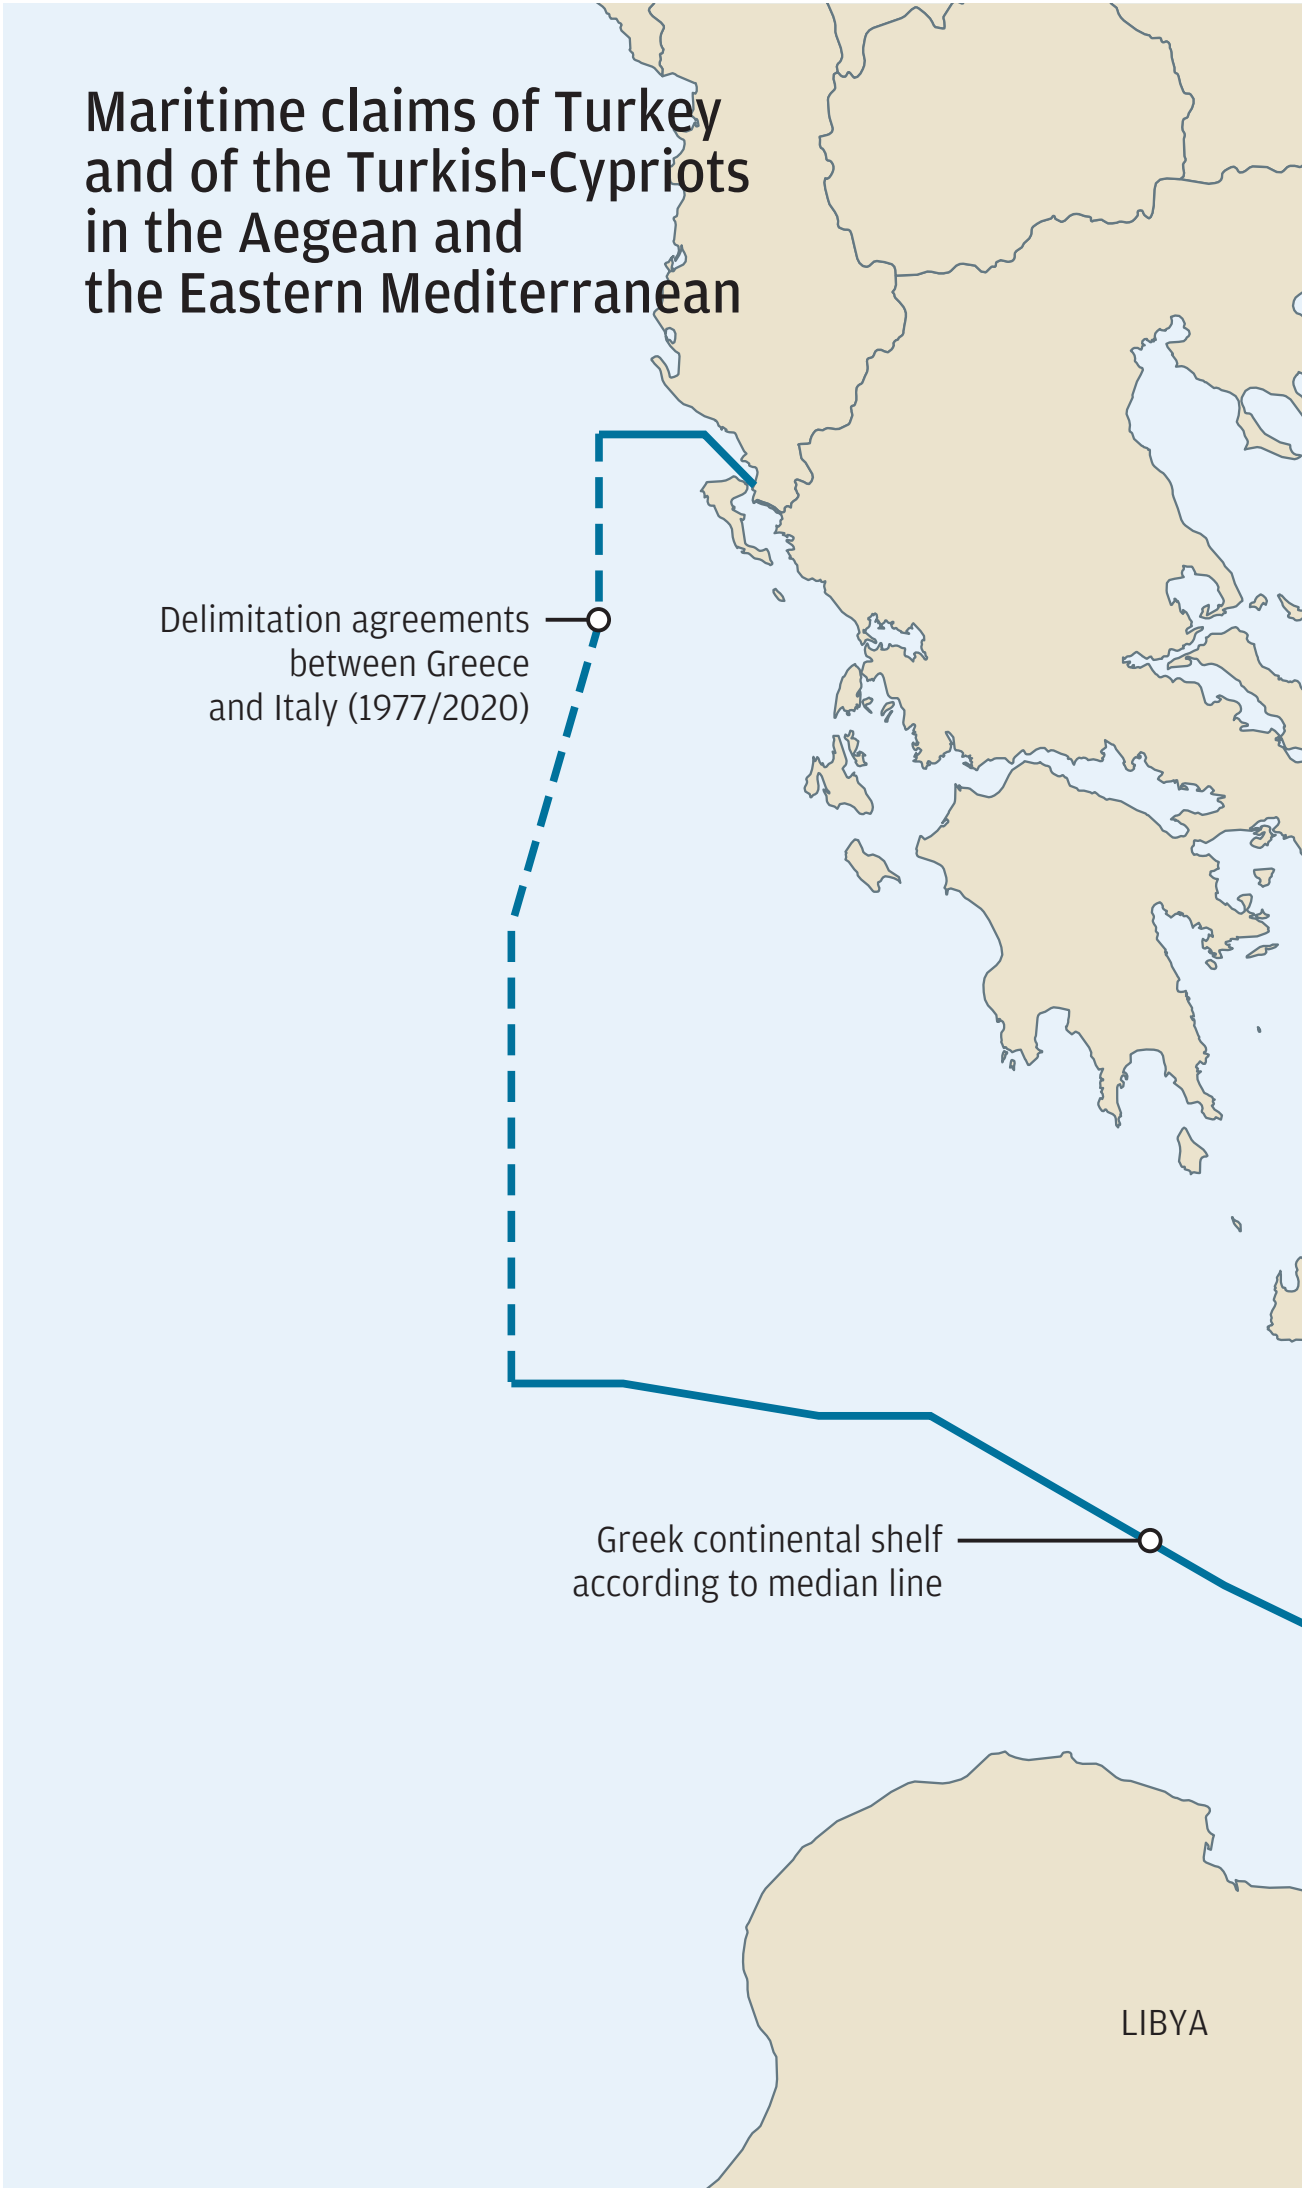 Maritime claims of Turkey
and of the Turkish-Cypriots
in the Aegean and
the Eastern Mediterranean
Delimitation agreements
between Greece
and Italy (1977/2020)
Greek continental shelf
according to median line
LIBYA